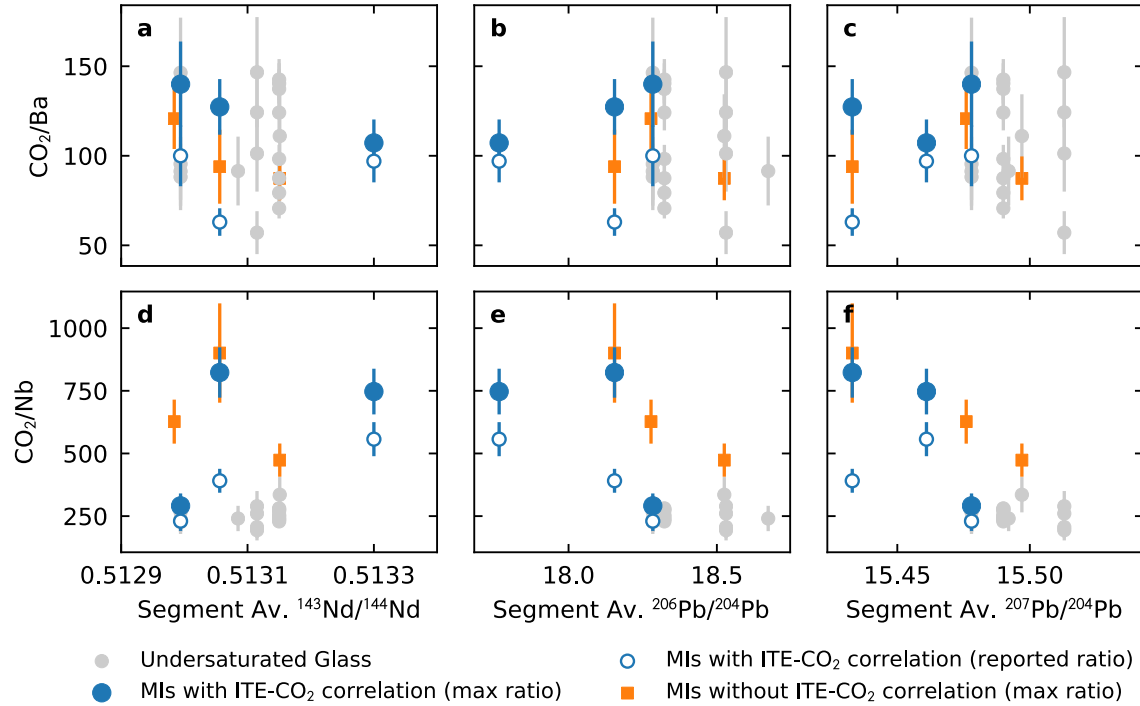 a
b
c
150
100
50
CO₂/Ba
d
e
f
1000
750
500
250
CO₂/Nb
0.5129
0.5131
0.5133
18.0
18.5
15.45
15.50
Segment Av. ¹⁴³Nd/¹⁴⁴Nd
Segment Av. ²⁰⁶Pb/²⁰⁴Pb
Segment Av. ²⁰⁷Pb/²⁰⁴Pb
Undersaturated Glass
MIs with ITE-CO₂ correlation (max ratio)
MIs with ITE-CO₂ correlation (reported ratio)
MIs without ITE-CO₂ correlation (max ratio)